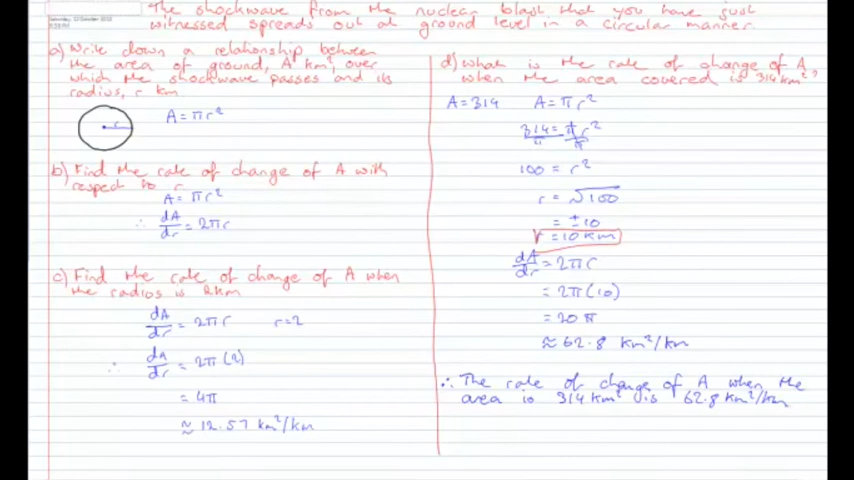 The shockwave from the nuclear blast that you have just
witnessed spreads out at ground level in a circular manner.
a) Write down a relationship between
the area of ground, A km², over
which the shockwave passes and its
radius, r km.
r
A = πr²
b) Find the rate of change of A with
respect to r
A = πr²
∴ dA/dr = 2πr
c) Find the rate of change of A when
the radius is 2km
dA/dr = 2πr r=2
∴ dA/dr = 2π(2)
= 4π
≈ 12.57 km²/km
d) What is the rate of change of A,
when the area covered is 314km²?
A=314 A=πr²
314/π = πr²/π
100 = r²
r = √100
= ±10
r = 10km
dA/dr = 2πr
= 2π(10)
= 20π
≈ 62.8 km²/km
∴ The rate of change of A when the
area is 314km² is 62.8km²/km